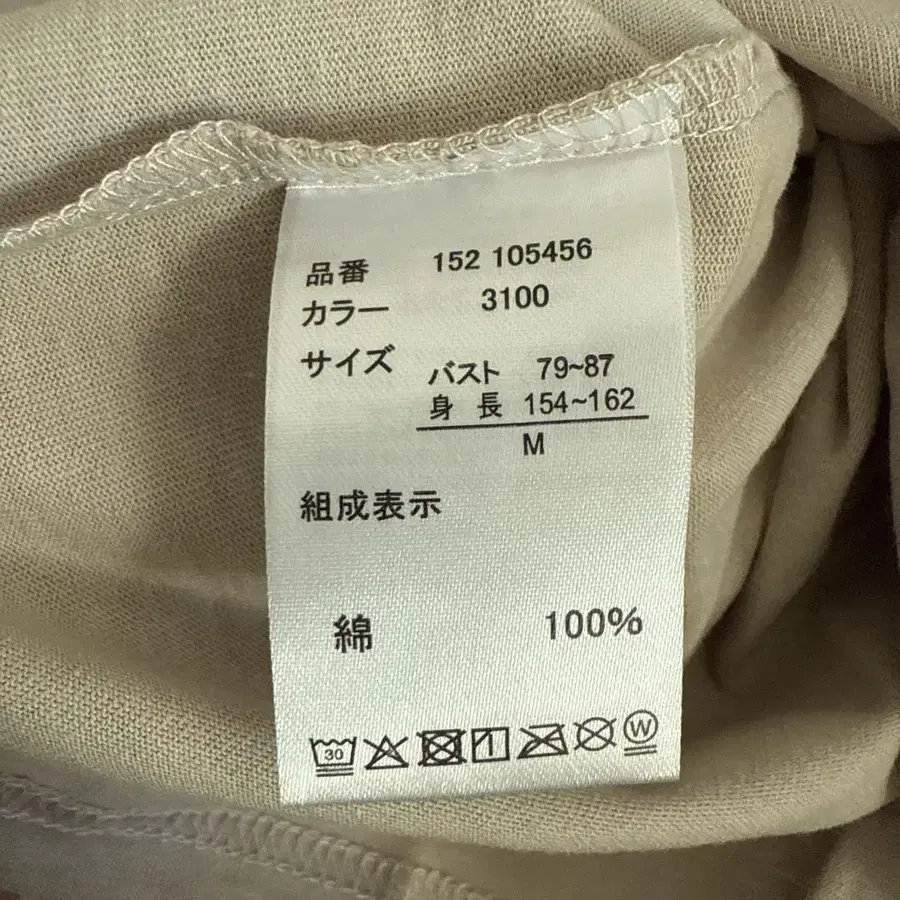 品番 152 105456
カラー 3100
サイズ バスト 79~87
身長 154~162
M
組成表示
綿 100%
30 W